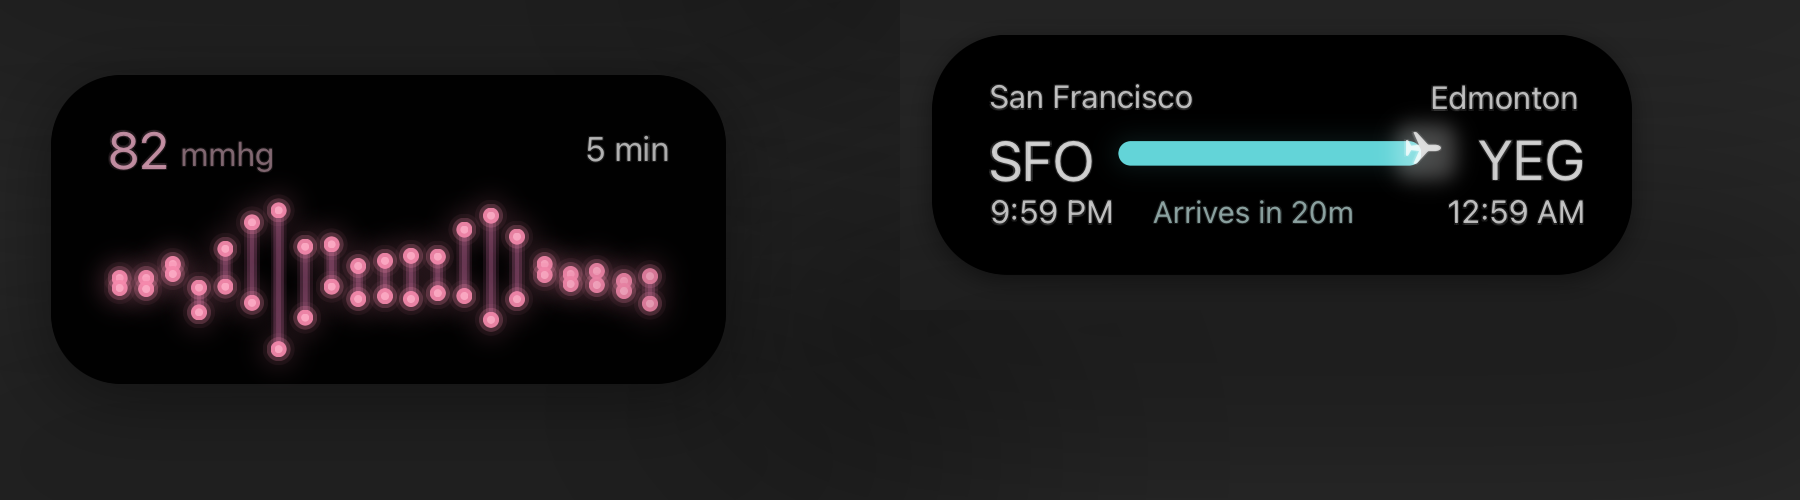 82 mmhg
5 min
San Francisco
Edmonton
SFO
YEG
9:59 PM
Arrives in 20m
12:59 AM